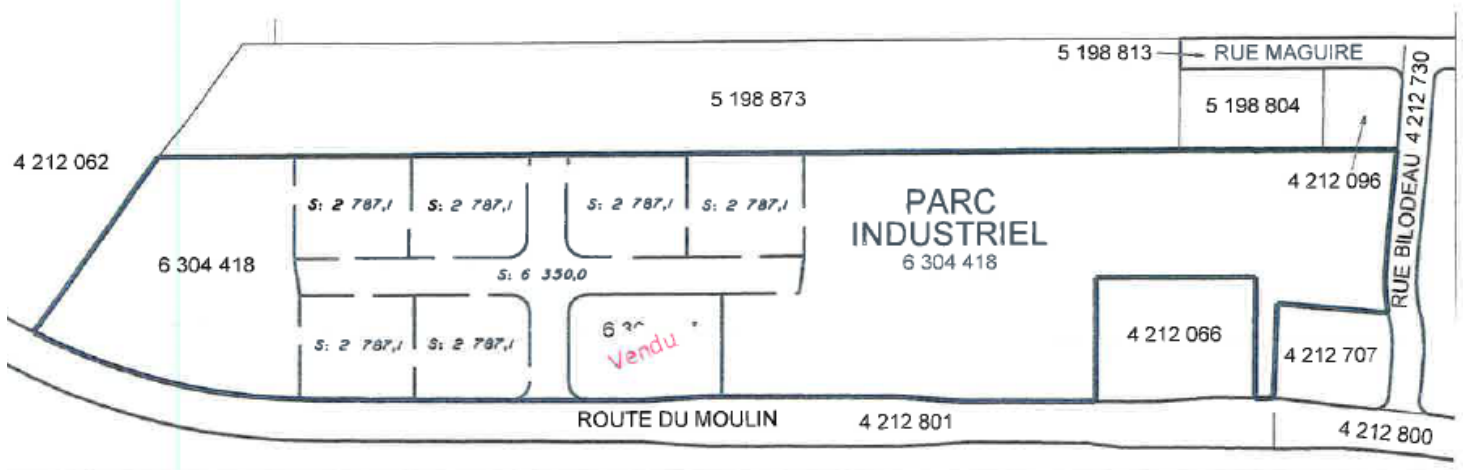 5 198 813
RUE MAGUIRE
5 198 873
5 198 804
RUE BILODEAU 4 212 730
4 212 062
4 212 096
S: 2 787,1
S: 2 787,1
S: 2 787,1
S: 2 787,1
PARC
INDUSTRIEL
6 304 418
6 304 418
S: 6 350,0
S: 2 787,1
S: 2 787,1
Vendu
4 212 066
4 212 707
ROUTE DU MOULIN
4 212 801
4 212 800